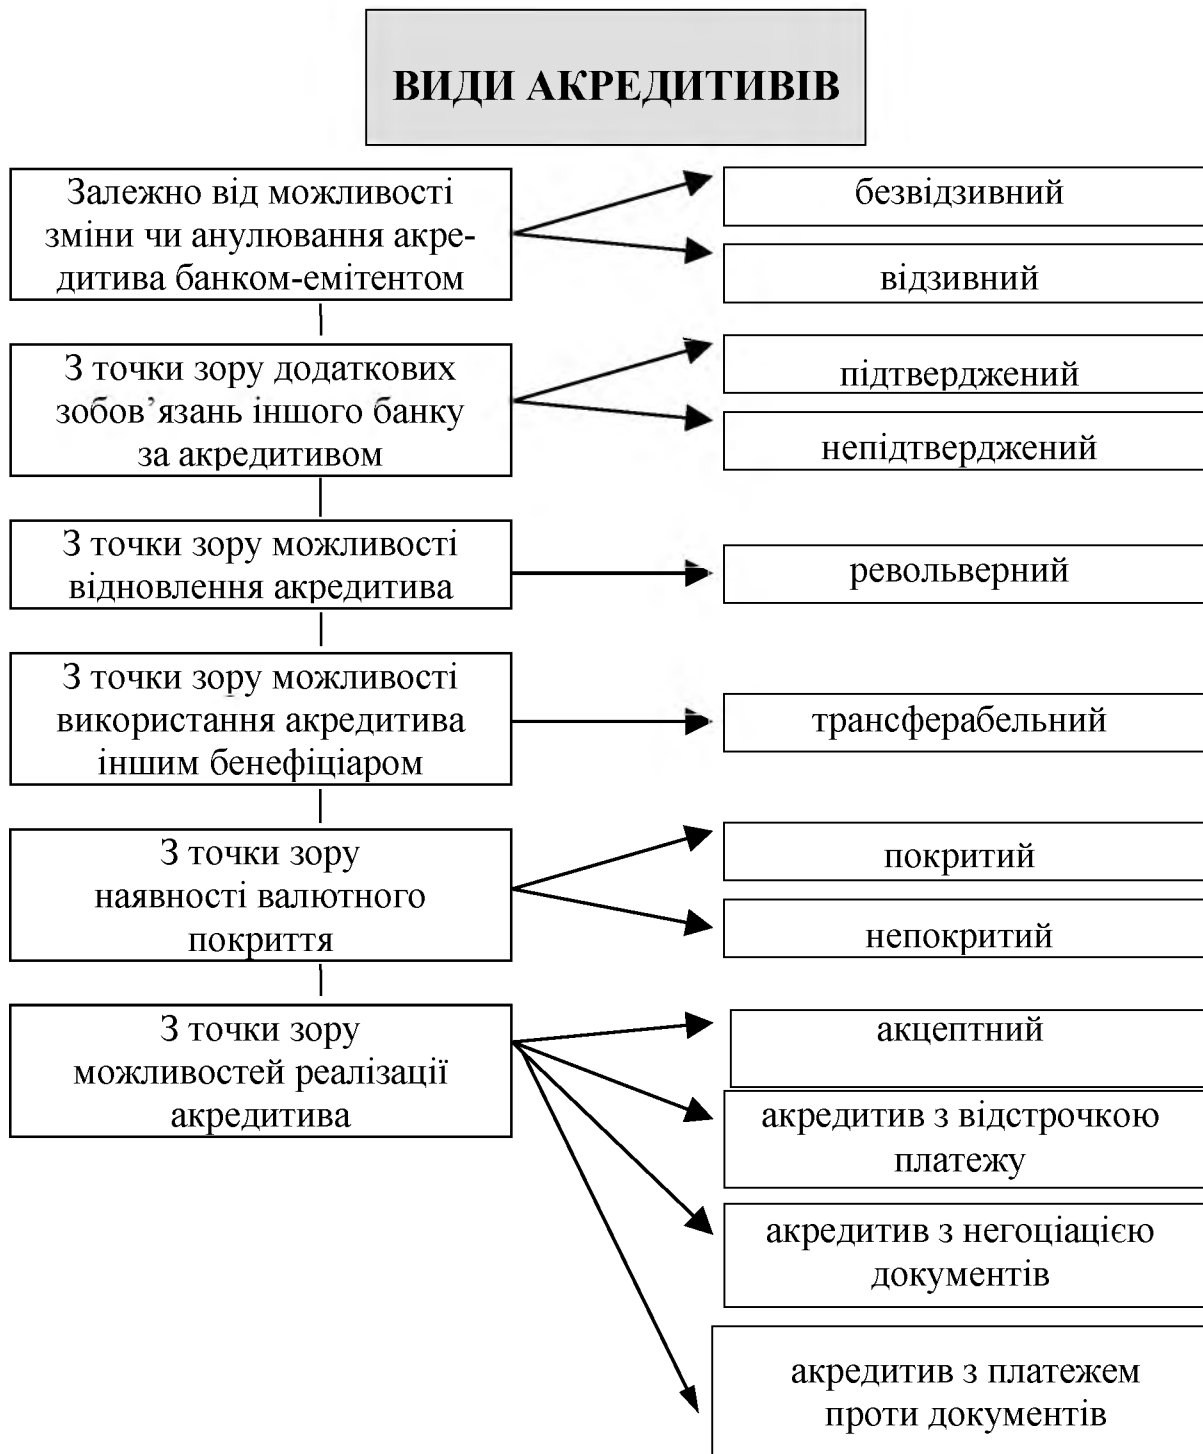 ВИДИ АКРЕДИТИВІВ
Залежно від можливості
зміни чи анулювання акре-
дитива банком-емітентом
безвідзивний
відзивний
З точки зору додаткових
зобов’язань іншого банку
за акредитивом
підтверджений
непідтверджений
З точки зору можливості
відновлення акредитива
револьверний
З точки зору можливості
використання акредитива
іншим бенефіціаром
трансферабельний
З точки зору
наявності валютного
покриття
покритий
непокритий
З точки зору
можливостей реалізації
акредитива
акцептний
акредитив з відстрочкою
платежу
акредитив з негоціацією
документів
акредитив з платежем
проти документів